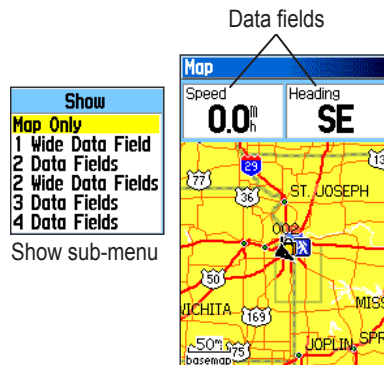 Data fields
Map
Speed
Heading
0.0 m/h
SE
Show
Map Only
1 Wide Data Field
2 Data Fields
2 Wide Data Fields
3 Data Fields
4 Data Fields
Show sub-menu
29
13
77
36
ST. JOSEPH
002
50
WICHITA
169
MISS
50m
75
basemap
JOPLIN
SPR